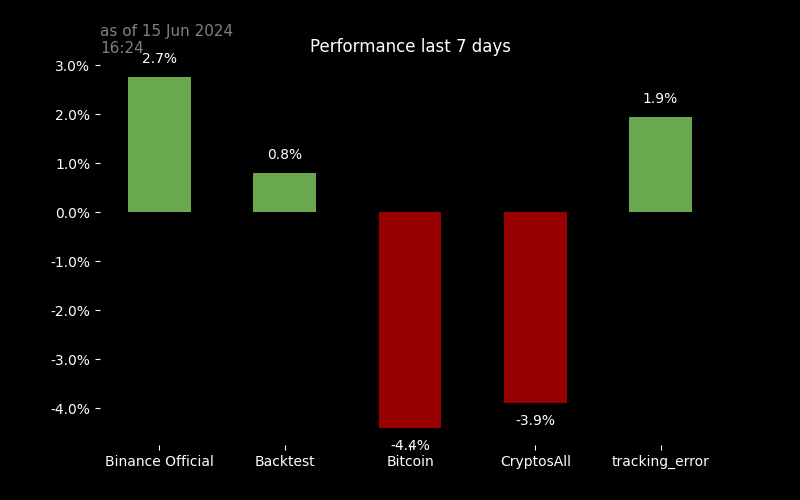 as of 15 Jun 2024
16:24
Performance last 7 days
3.0%
2.0%
1.0%
0.0%
-1.0%
-2.0%
-3.0%
-4.0%
2.7%
0.8%
-4.4%
-3.9%
1.9%
Binance Official
Backtest
Bitcoin
CryptosAll
tracking_error